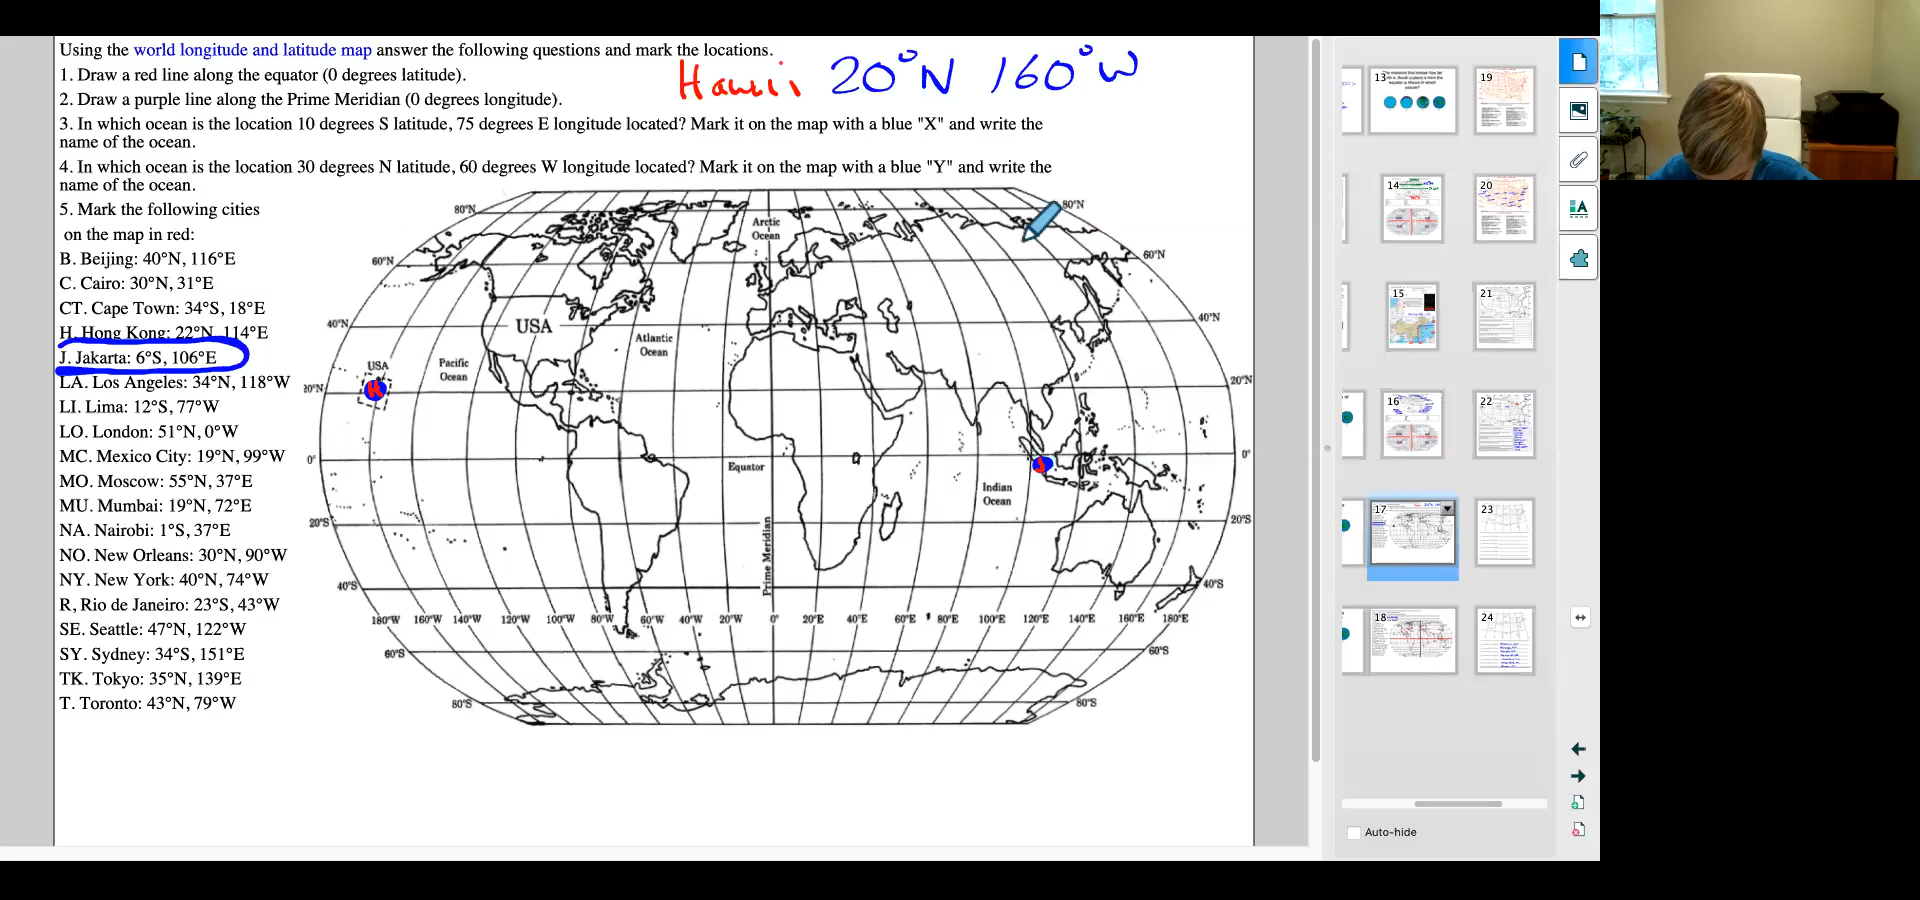 Using the world longitude and latitude map answer the following questions and mark the locations.
1. Draw a red line along the equator (0 degrees latitude).
Hawii 20°N 160°W
2. Draw a purple line along the Prime Meridian (0 degrees longitude).
3. In which ocean is the location 10 degrees S latitude, 75 degrees E longitude located? Mark it on the map with a blue "X" and write the
name of the ocean.
4. In which ocean is the location 30 degrees N latitude, 60 degrees W longitude located? Mark it on the map with a blue "Y" and write the
name of the ocean.
5. Mark the following cities
on the map in red:
B. Beijing: 40°N, 116°E
C. Cairo: 30°N, 31°E
CT. Cape Town: 34°S, 18°E
H. Hong Kong: 22°N, 114°E
J. Jakarta: 6°S, 106°E
LA. Los Angeles: 34°N, 118°W
LI. Lima: 12°S, 77°W
LO. London: 51°N, 0°W
MC. Mexico City: 19°N, 99°W
MO. Moscow: 55°N, 37°E
MU. Mumbai: 19°N, 72°E
NA. Nairobi: 1°S, 37°E
NO. New Orleans: 30°N, 90°W
NY. New York: 40°N, 74°W
R, Rio de Janeiro: 23°S, 43°W
SE. Seattle: 47°N, 122°W
SY. Sydney: 34°S, 151°E
TK. Tokyo: 35°N, 139°E
T. Toronto: 43°N, 79°W
80°N 80°N
Arctic
Ocean
60°N 60°N
40°N 40°N
USA
Atlantic
Ocean
Pacific
Ocean
USA
20°N 20°N
H
0° 0°
Equator
J
Indian
Ocean
20°S 20°S
Prime Meridian
40°S 40°S
180°W 160°W 140°W 120°W 100°W 80°W 60°W 40°W 20°W 0° 20°E 40°E 60°E 80°E 100°E 120°E 140°E 160°E 180°E
60°S 60°S
80°S 80°S
13 19
14 20
15 21
16 22
17 23
18 24
Auto-hide
A